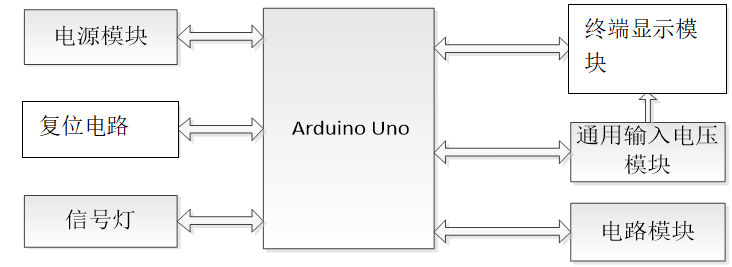 电源模块
复位电路
信号灯
Arduino Uno
终端显示模
块
通用输入电压
模块
电路模块